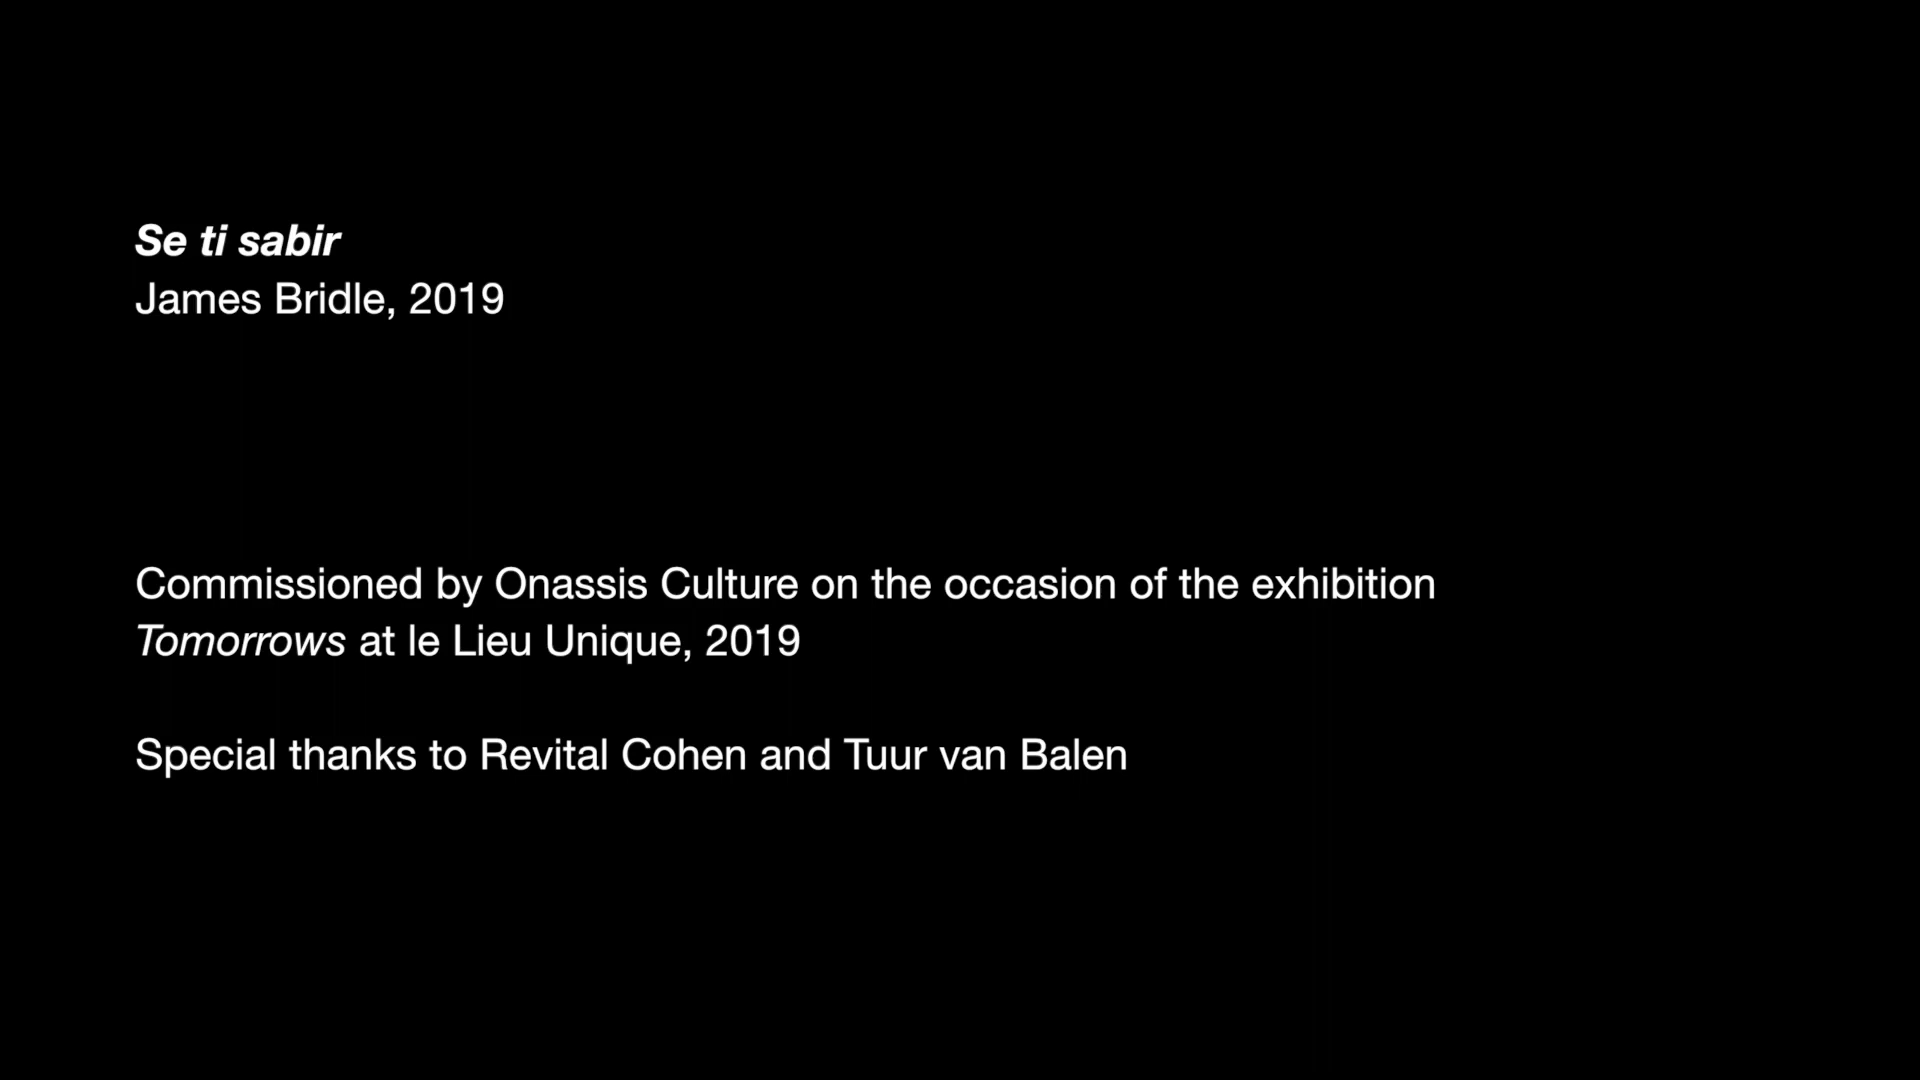 Se ti sabir
James Bridle, 2019
Commissioned by Onassis Culture on the occasion of the exhibition
Tomorrows at le Lieu Unique, 2019
Special thanks to Revital Cohen and Tuur van Balen